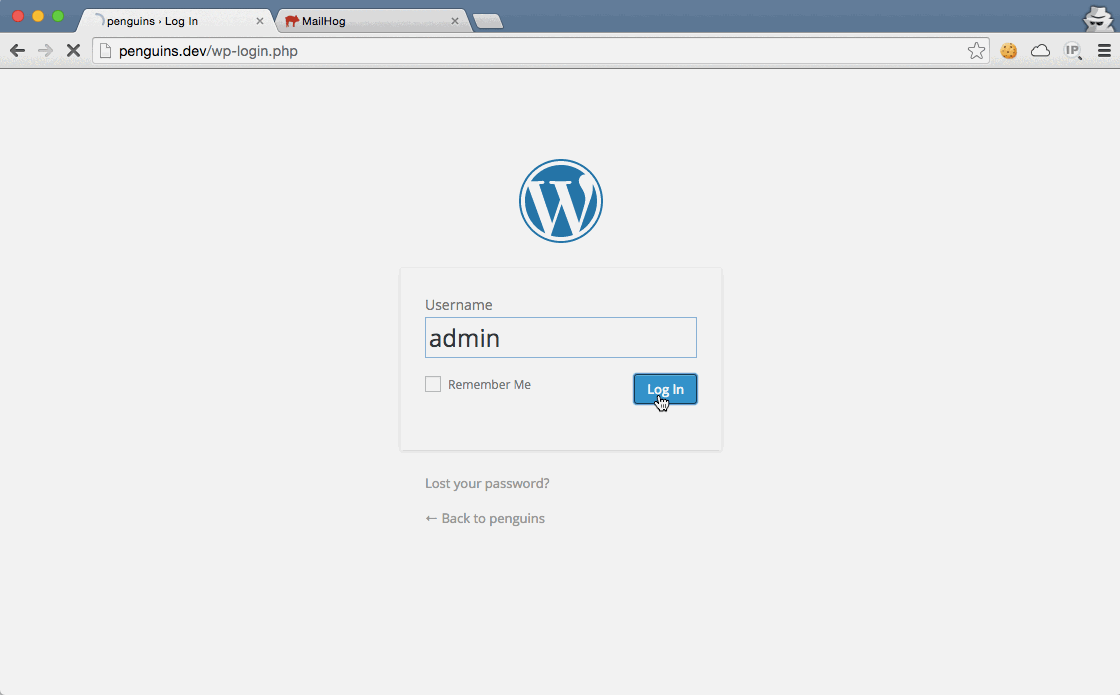 penguins › Log In
MailHog
penguins.dev/wp-login.php
IP
W
Username
admin
Remember Me
Log In
Lost your password?
← Back to penguins